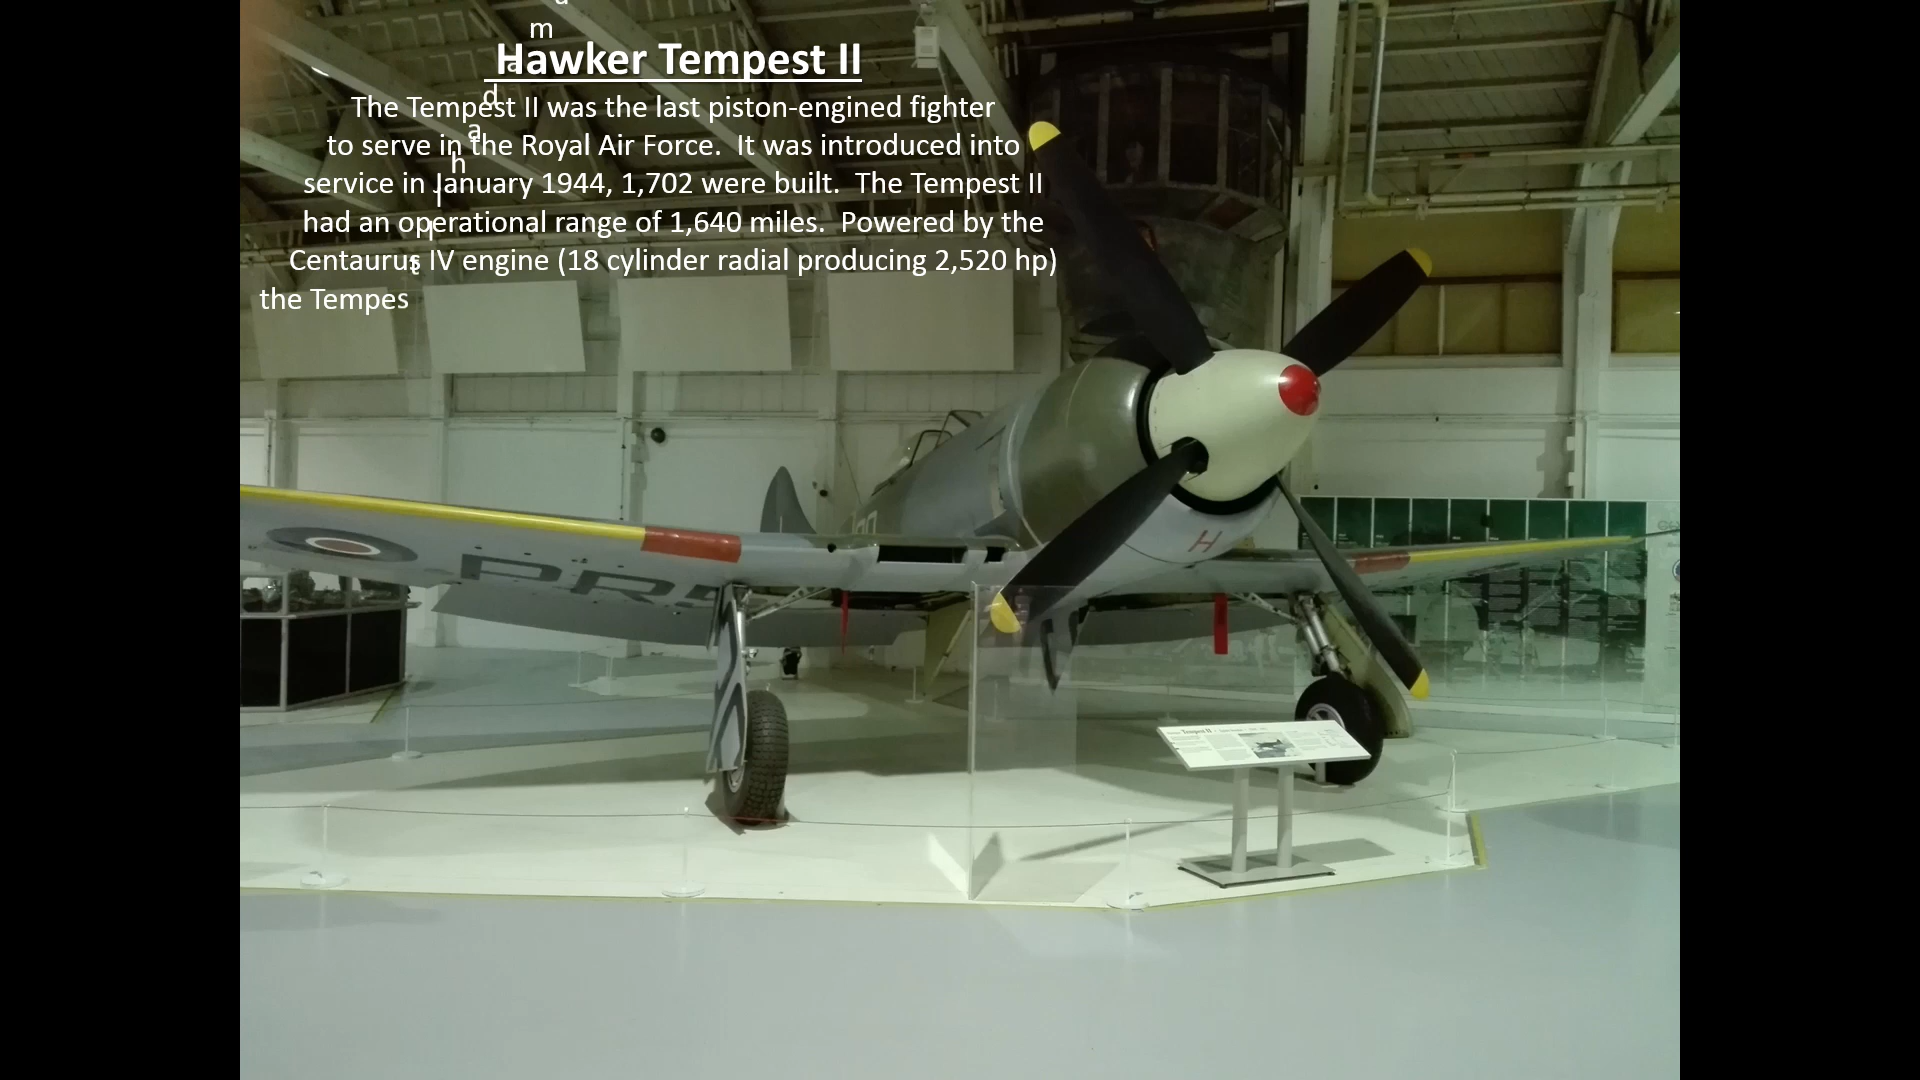 Hawker Tempest II
The Tempest II was the last piston-engined fighter
to serve in the Royal Air Force.  It was introduced into
service in January 1944, 1,702 were built.  The Tempest II
had an operational range of 1,640 miles.  Powered by the
Centaurus IV engine (18 cylinder radial producing 2,520 hp)
the Tempes
t I I h a d a m
PR
H
Tempest II